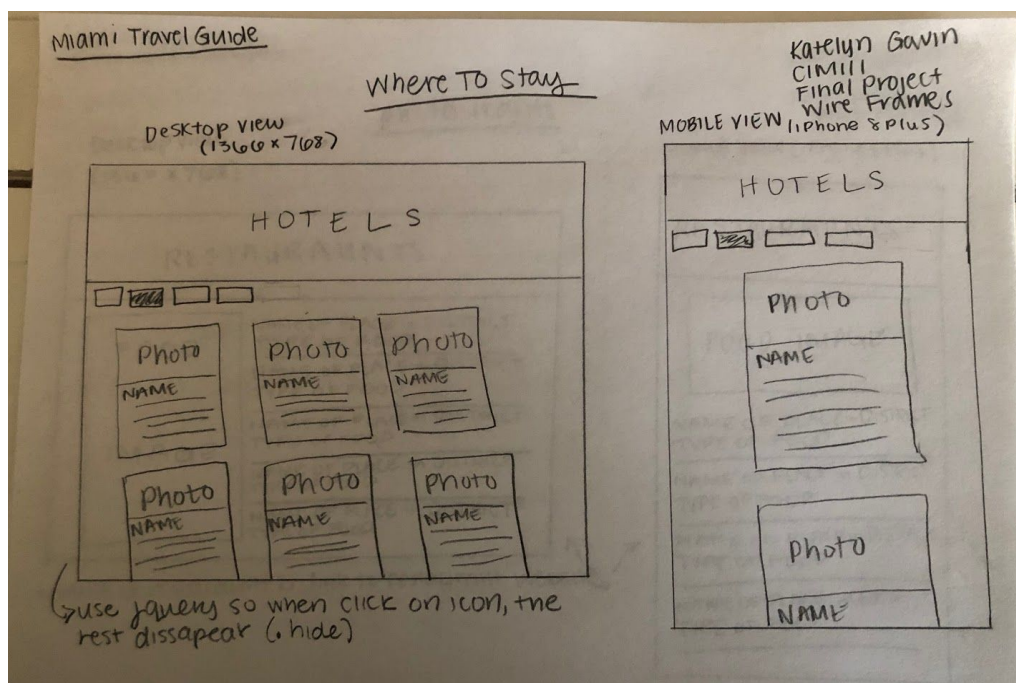 Miami Travel Guide
Katelyn Gavin
CIM111
Final Project
Wire Frames
Where To Stay
Desktop view
(1366 x 768)
HOTELS
Photo Photo Photo
NAME NAME NAME
Photo Photo Photo
NAME NAME NAME
use jquery so when click on icon, the
rest dissapear (.hide)
MOBILE VIEW (iphone 8 plus)
HOTELS
Photo
NAME
Photo
NAME